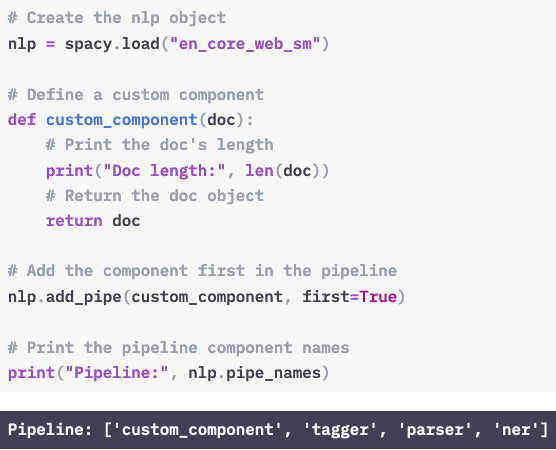 # Create the nlp object
nlp = spacy.load("en_core_web_sm")
# Define a custom component
def custom_component(doc):
    # Print the doc's length
    print("Doc length:", len(doc))
    # Return the doc object
    return doc
# Add the component first in the pipeline
nlp.add_pipe(custom_component, first=True)
# Print the pipeline component names
print("Pipeline:", nlp.pipe_names)
Pipeline: ['custom_component', 'tagger', 'parser', 'ner']